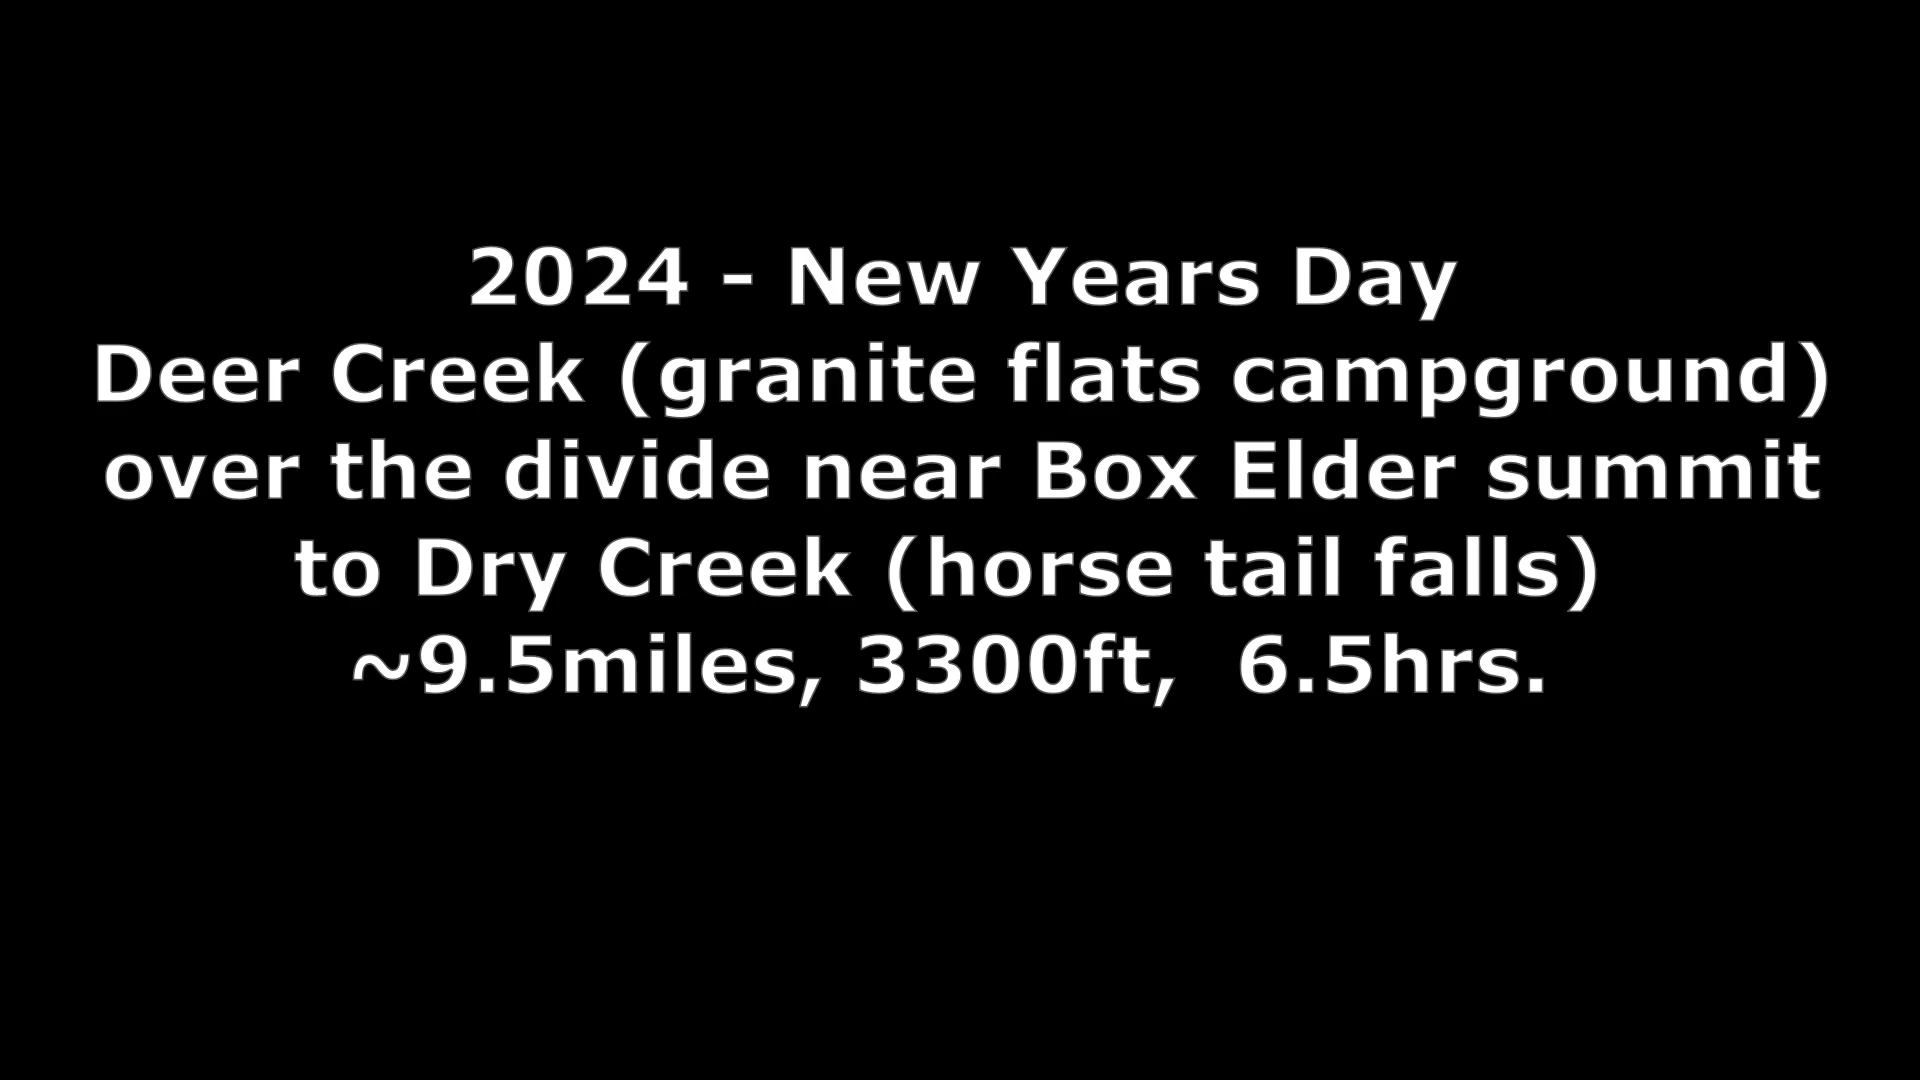 2024 - New Years Day
Deer Creek (granite flats campground)
over the divide near Box Elder summit
to Dry Creek (horse tail falls)
~9.5miles, 3300ft,  6.5hrs.